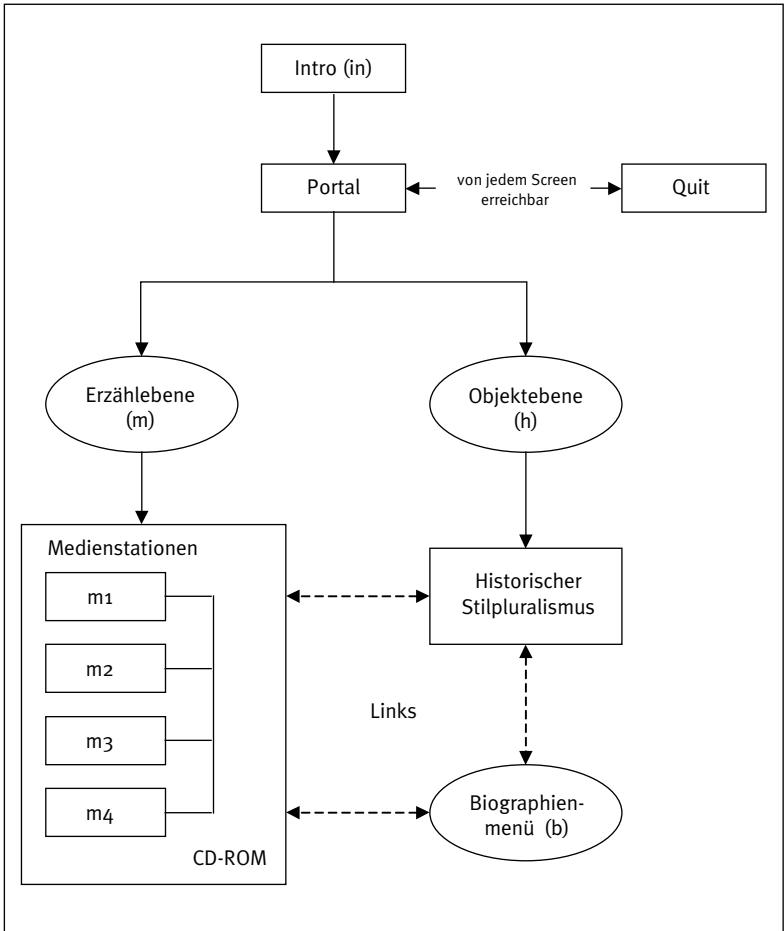 Intro (in)
Portal
von jedem Screen
erreichbar
Quit
Erzählebene
(m)
Objektebene
(h)
Medienstationen
m1
m2
m3
m4
CD-ROM
Historischer
Stilpluralismus
Links
Biographien-
menü (b)